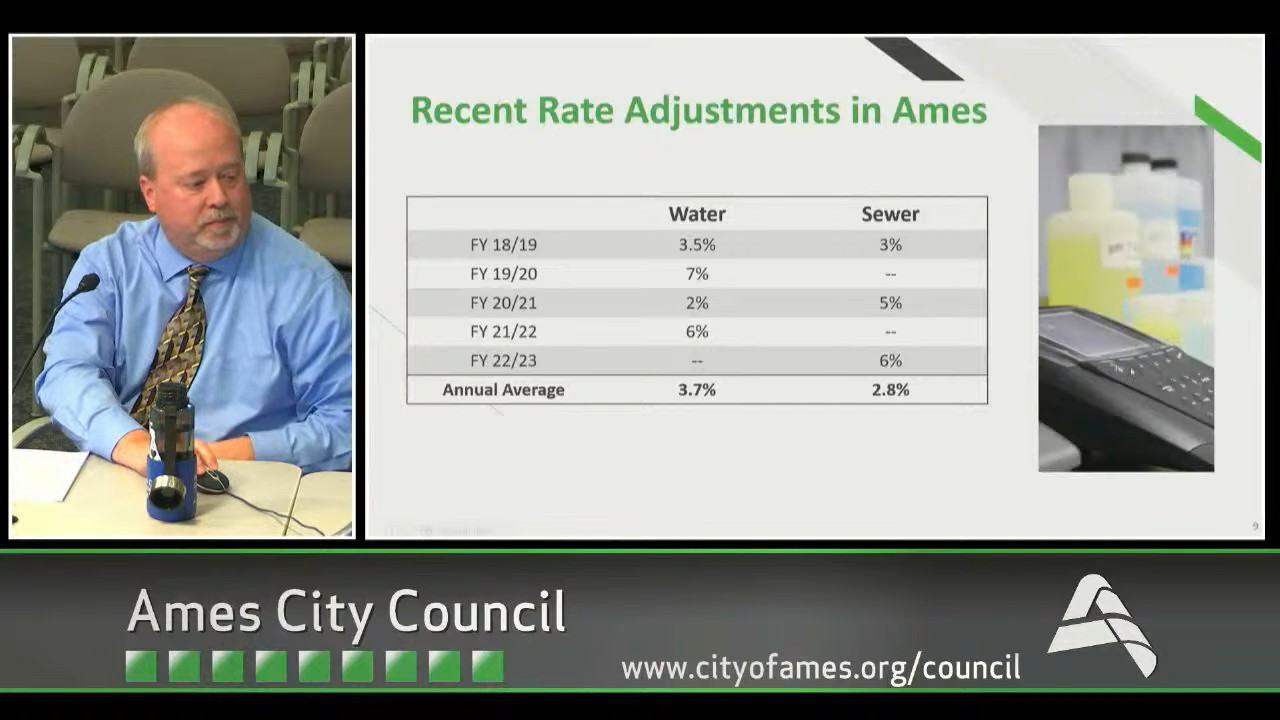 Recent Rate Adjustments in Ames
Water Sewer
FY 18/19 3.5% 3%
FY 19/20 7% --
FY 20/21 2% 5%
FY 21/22 6% --
FY 22/23 -- 6%
Annual Average 3.7% 2.8%
9
Ames City Council
www.cityofames.org/council